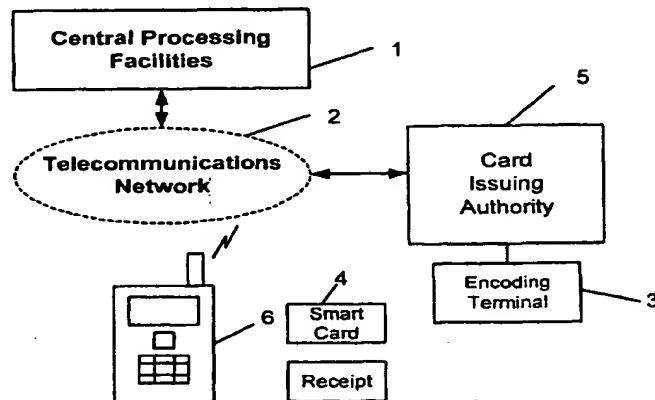 Central Processing
Facilities
1
5
2
Telecommunications
Network
Card
Issuing
Authority
4
Encoding
Terminal
3
6
Smart
Card
Receipt